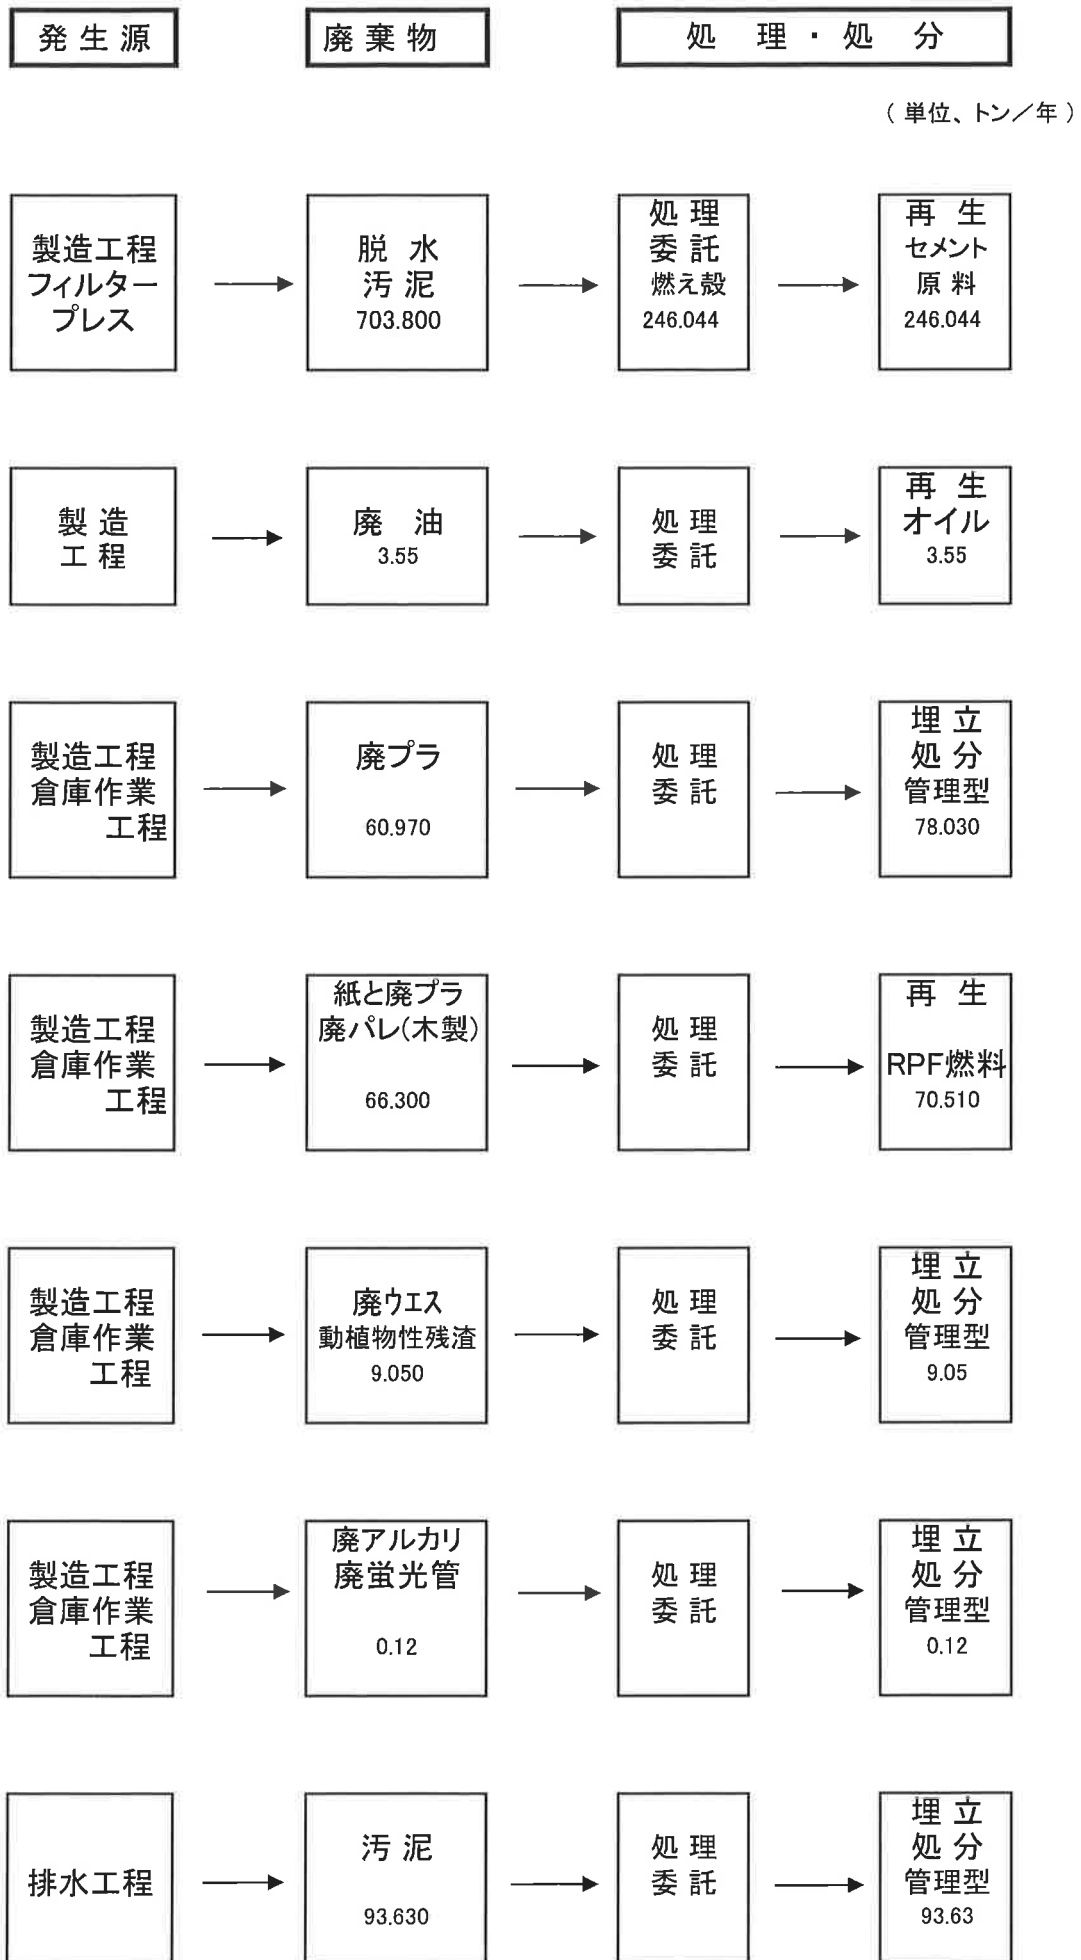 発生源
廃棄物
処理・処分
（単位、トン／年）
製造工程
フィルター
プレス
脱水
汚泥
703.800
処理
委託
燃え殻
246.044
再生
セメント
原料
246.044
製造
工程
廃油
3.55
処理
委託
再生
オイル
3.55
製造工程
倉庫作業
工程
廃プラ
60.970
処理
委託
埋立
処分
管理型
78.030
製造工程
倉庫作業
工程
紙と廃プラ
廃パレ(木製)
66.300
処理
委託
再生
RPF燃料
70.510
製造工程
倉庫作業
工程
廃ウエス
動植物性残渣
9.050
処理
委託
埋立
処分
管理型
9.05
製造工程
倉庫作業
工程
廃アルカリ
廃蛍光管
0.12
処理
委託
埋立
処分
管理型
0.12
排水工程
汚泥
93.630
処理
委託
埋立
処分
管理型
93.63